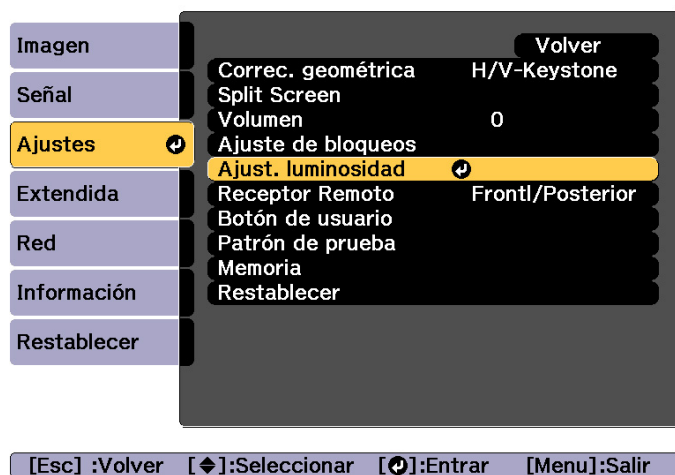 Imagen
Señal
Ajustes
Extendida
Red
Información
Restablecer
Volver
Correc. geométrica H/V-Keystone
Split Screen
Volumen 0
Ajuste de bloqueos
Ajust. luminosidad
Receptor Remoto Frontl/Posterior
Botón de usuario
Patrón de prueba
Memoria
Restablecer
[Esc] :Volver [◆]:Seleccionar [↵]:Entrar [Menu]:Salir